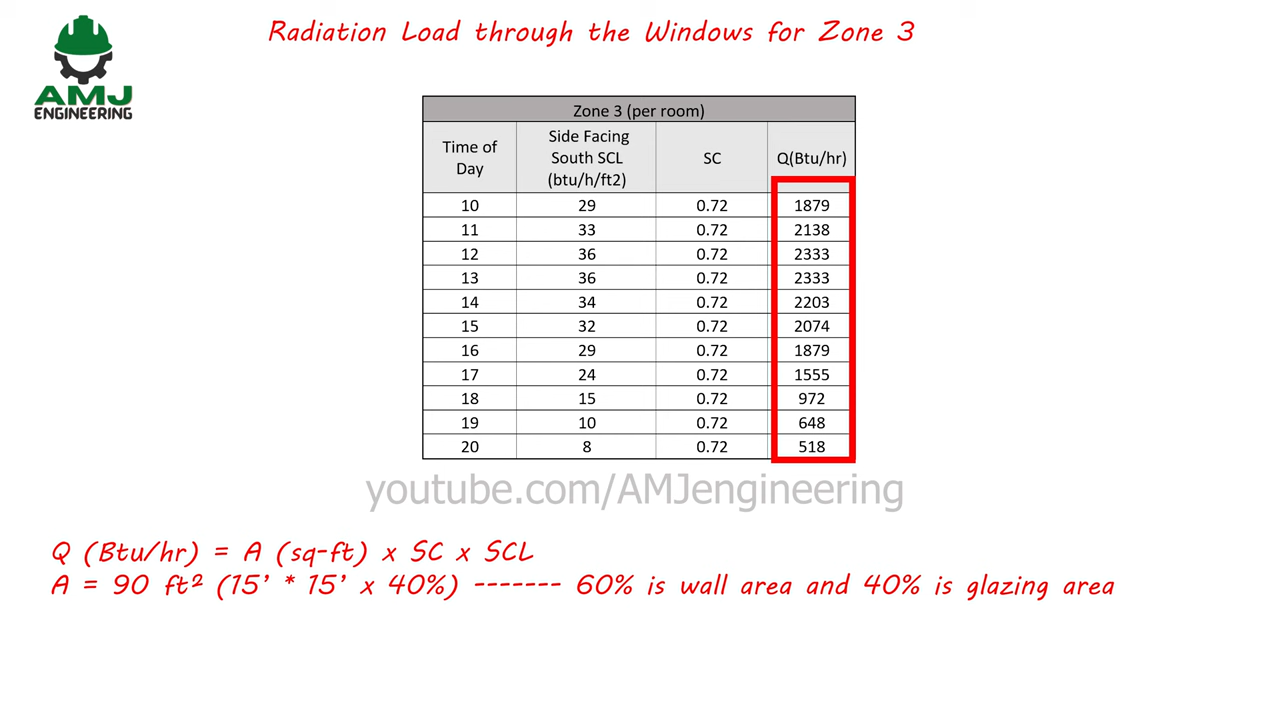 Radiation Load through the Windows for Zone 3
AMJ
ENGINEERING
Zone 3 (per room)
Time of Day Side Facing South SCL (btu/h/ft2) SC Q(Btu/hr)
10 29 0.72 1879
11 33 0.72 2138
12 36 0.72 2333
13 36 0.72 2333
14 34 0.72 2203
15 32 0.72 2074
16 29 0.72 1879
17 24 0.72 1555
18 15 0.72 972
19 10 0.72 648
20 8 0.72 518
youtube.com/AMJengineering
Q (Btu/hr) = A (sq-ft) x SC x SCL
A = 90 ft² (15' * 15' x 40%) ------- 60% is wall area and 40% is glazing area